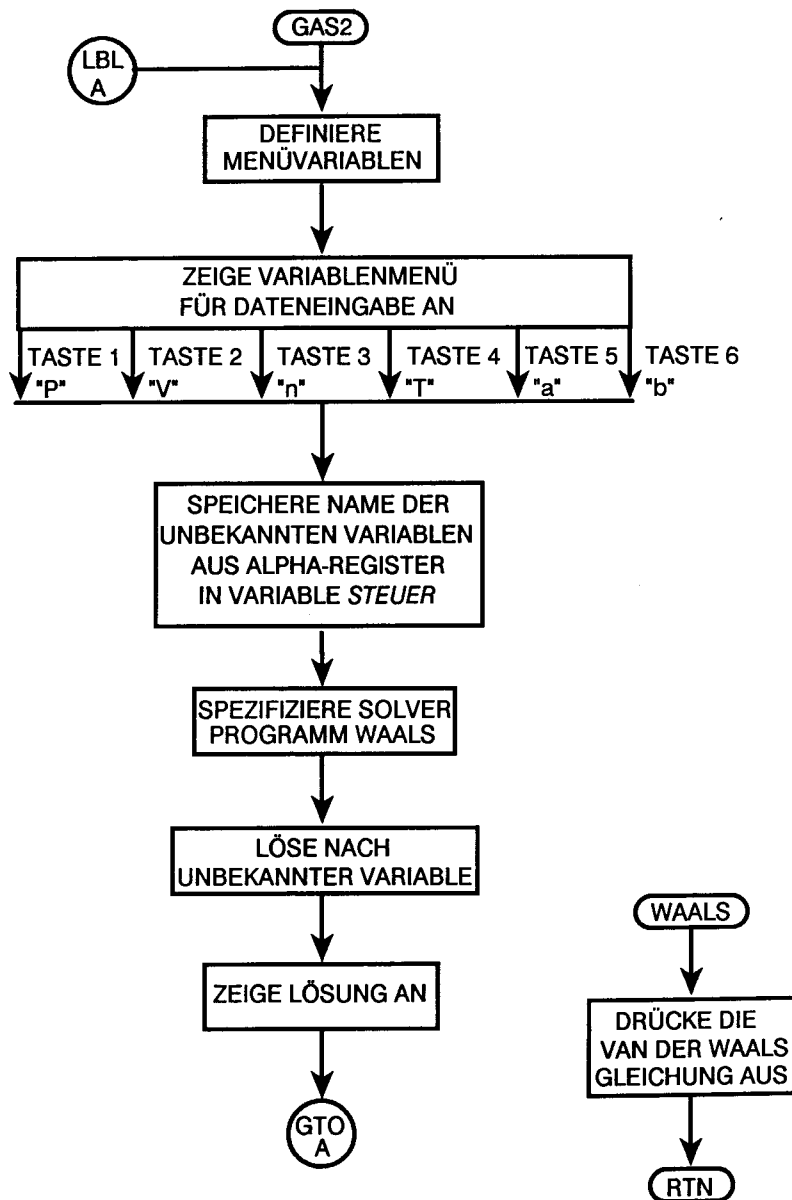 GAS2
LBL
A
DEFINIERE
MENÜVARIABLEN
ZEIGE VARIABLENMENÜ
FÜR DATENEINGABE AN
TASTE 1
"P"
TASTE 2
"V"
TASTE 3
"n"
TASTE 4
"T"
TASTE 5
"a"
TASTE 6
"b"
SPEICHERE NAME DER
UNBEKANNTEN VARIABLEN
AUS ALPHA-REGISTER
IN VARIABLE STEUER
SPEZIFIZIERE SOLVER
PROGRAMM WAALS
LÖSE NACH
UNBEKANNTER VARIABLE
ZEIGE LÖSUNG AN
GTO
A
WAALS
DRÜCKE DIE
VAN DER WAALS
GLEICHUNG AUS
RTN